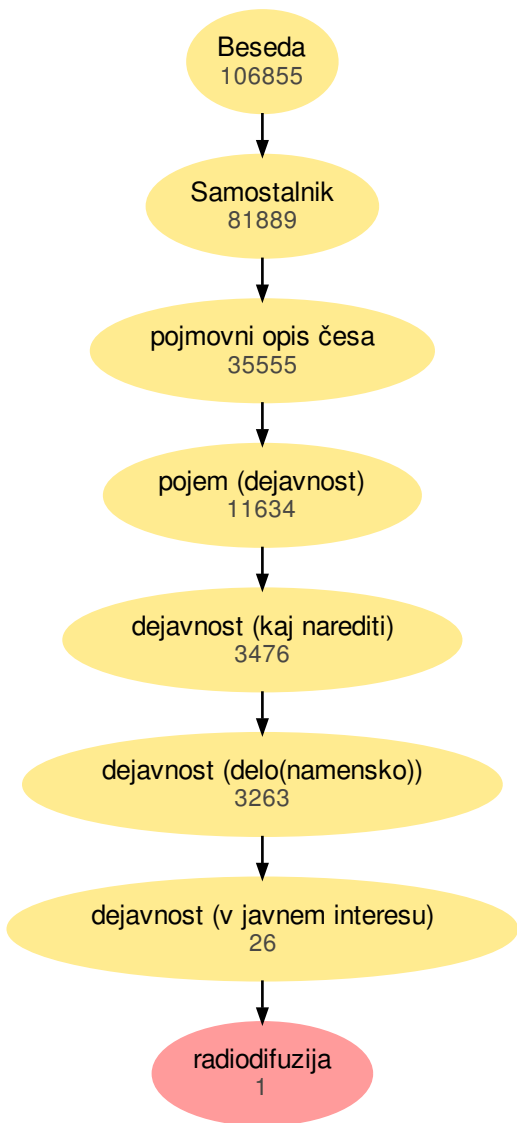 Beseda
106855
Samostalnik
81889
pojmovni opis česa
35555
pojem (dejavnost)
11634
dejavnost (kaj narediti)
3476
dejavnost (delo(namensko))
3263
dejavnost (v javnem interesu)
26
radiodifuzija
1